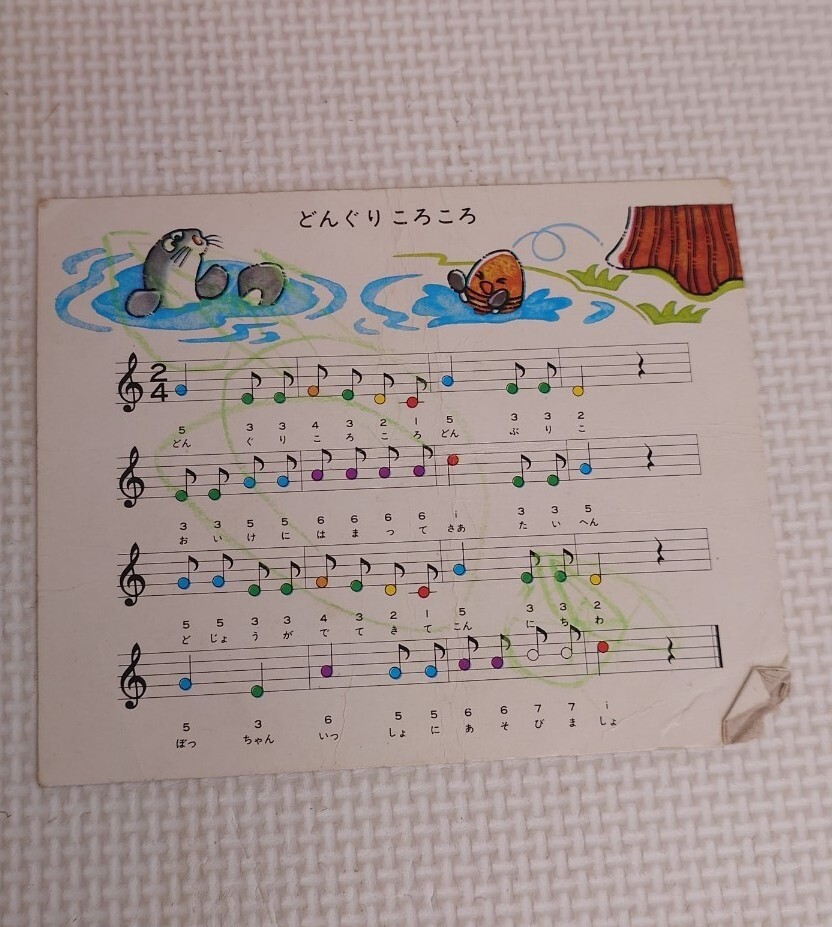 どんぐりころころ
2
4
5 3 3 4 3 2 1 5 3 3 2
どん ぐ り こ ろ こ ろ どん ぶ り こ
3 3 5 5 6 6 6 6 i 3 3 5
お い け に は ま っ て さあ た い へん
5 5 3 3 4 3 2 1 5 3 3 2
ど じょ う が で て き て こん に ち わ
5 3 6 5 5 6 6 7 7 i
ぼっ ちゃん いっ しょ に あ そ び ま しょ